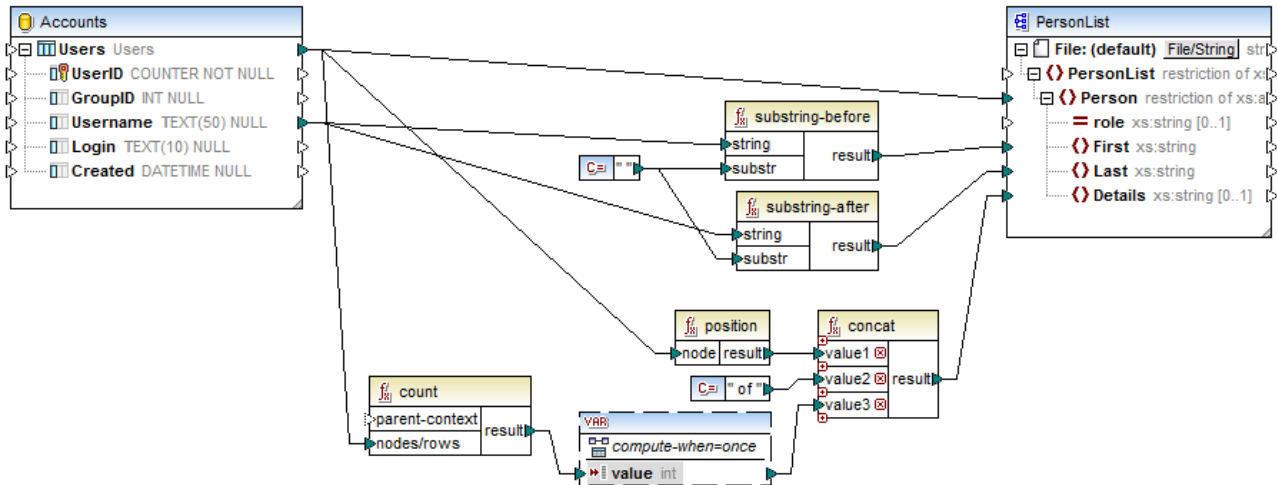 Accounts
Users Users
UserID COUNTER NOT NULL
GroupID INT NULL
Username TEXT(50) NULL
Login TEXT(10) NULL
Created DATETIME NULL
substring-before
string
substr
result
C= " "
substring-after
string
substr
result
position
node result
C= " of "
concat
value1
value2
value3
result
count
parent-context
nodes/rows
result
VAR
compute-when=once
value int
PersonList
File: (default) File/String str
PersonList restriction of xs:
Person restriction of xs:a
role xs:string [0..1]
First xs:string
Last xs:string
Details xs:string [0..1]